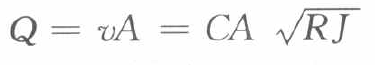 Q = vA = CA √RJ